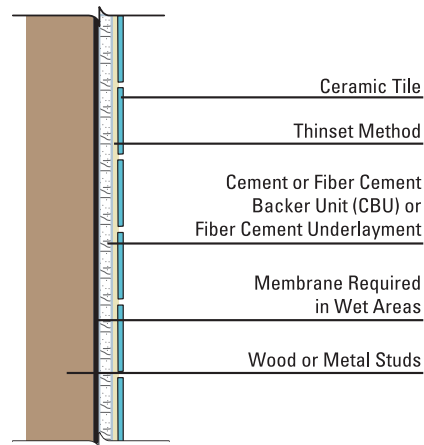 Ceramic Tile
Thinset Method
Cement or Fiber Cement
Backer Unit (CBU) or
Fiber Cement Underlayment
Membrane Required
in Wet Areas
Wood or Metal Studs